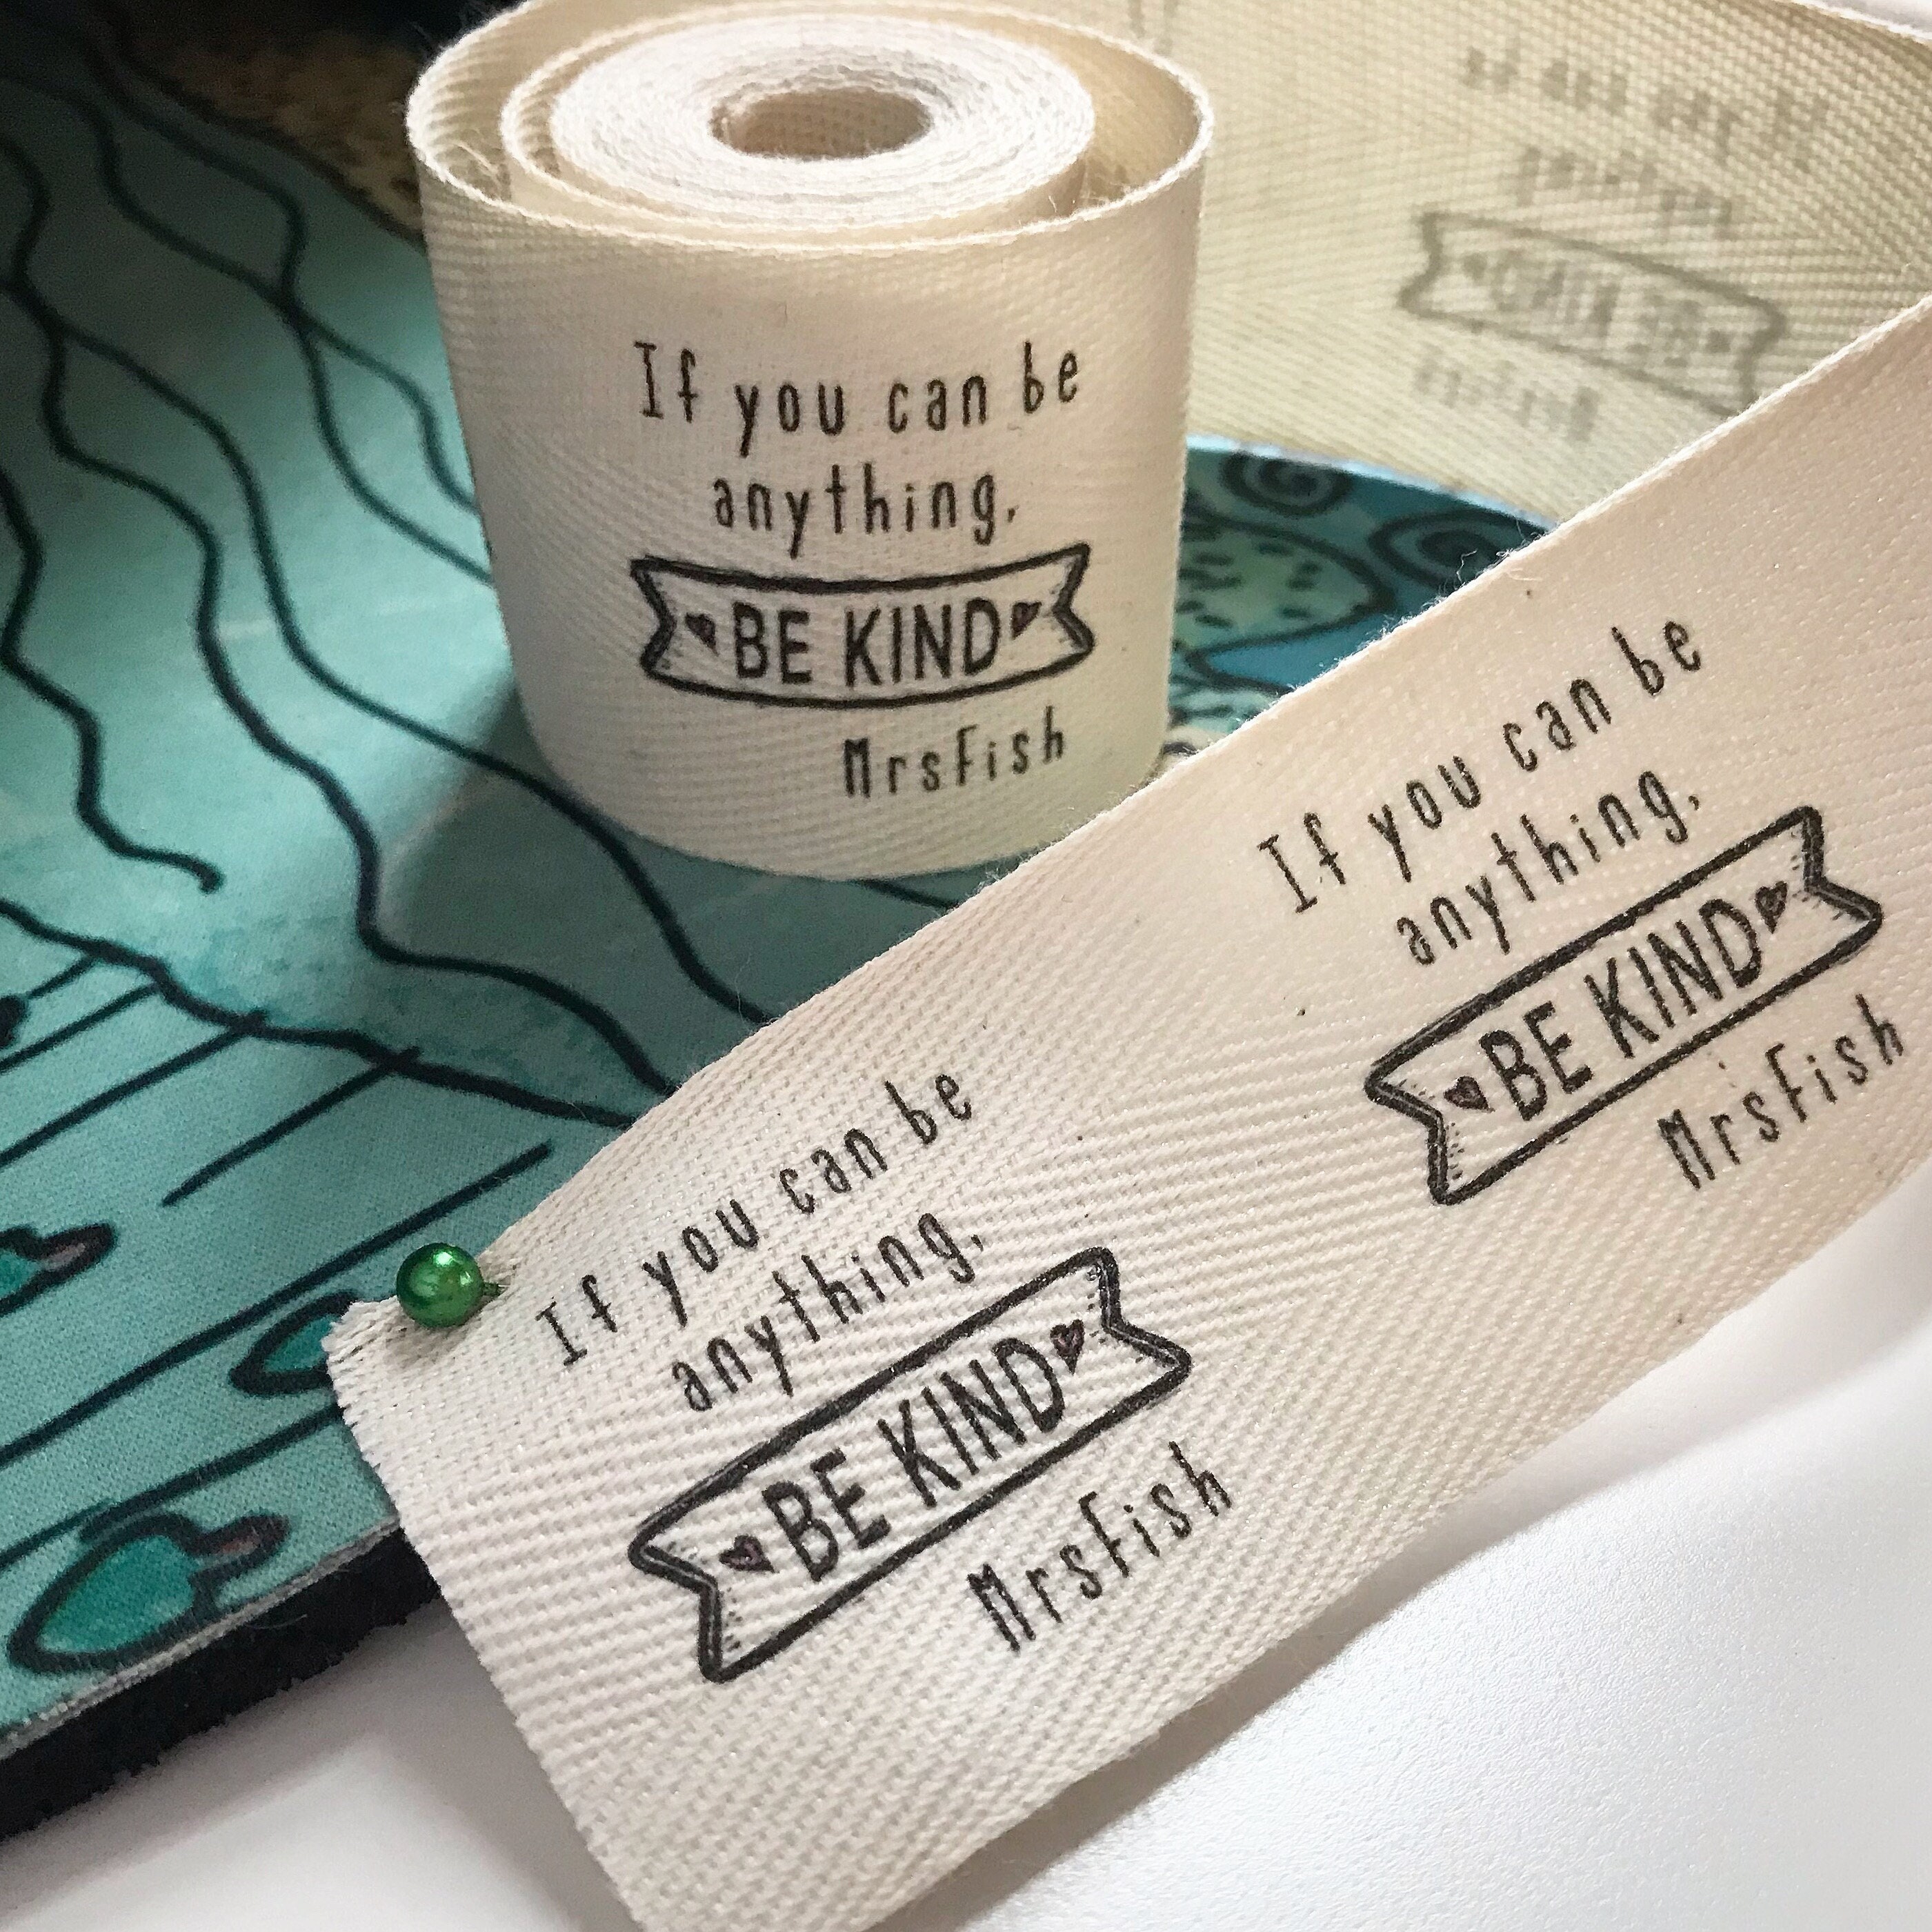 If you can be
anything,
BE KIND
MrsFish
If you can be
anything,
BE KIND
MrsFish
If you can be
anything,
BE KIND
MrsFish